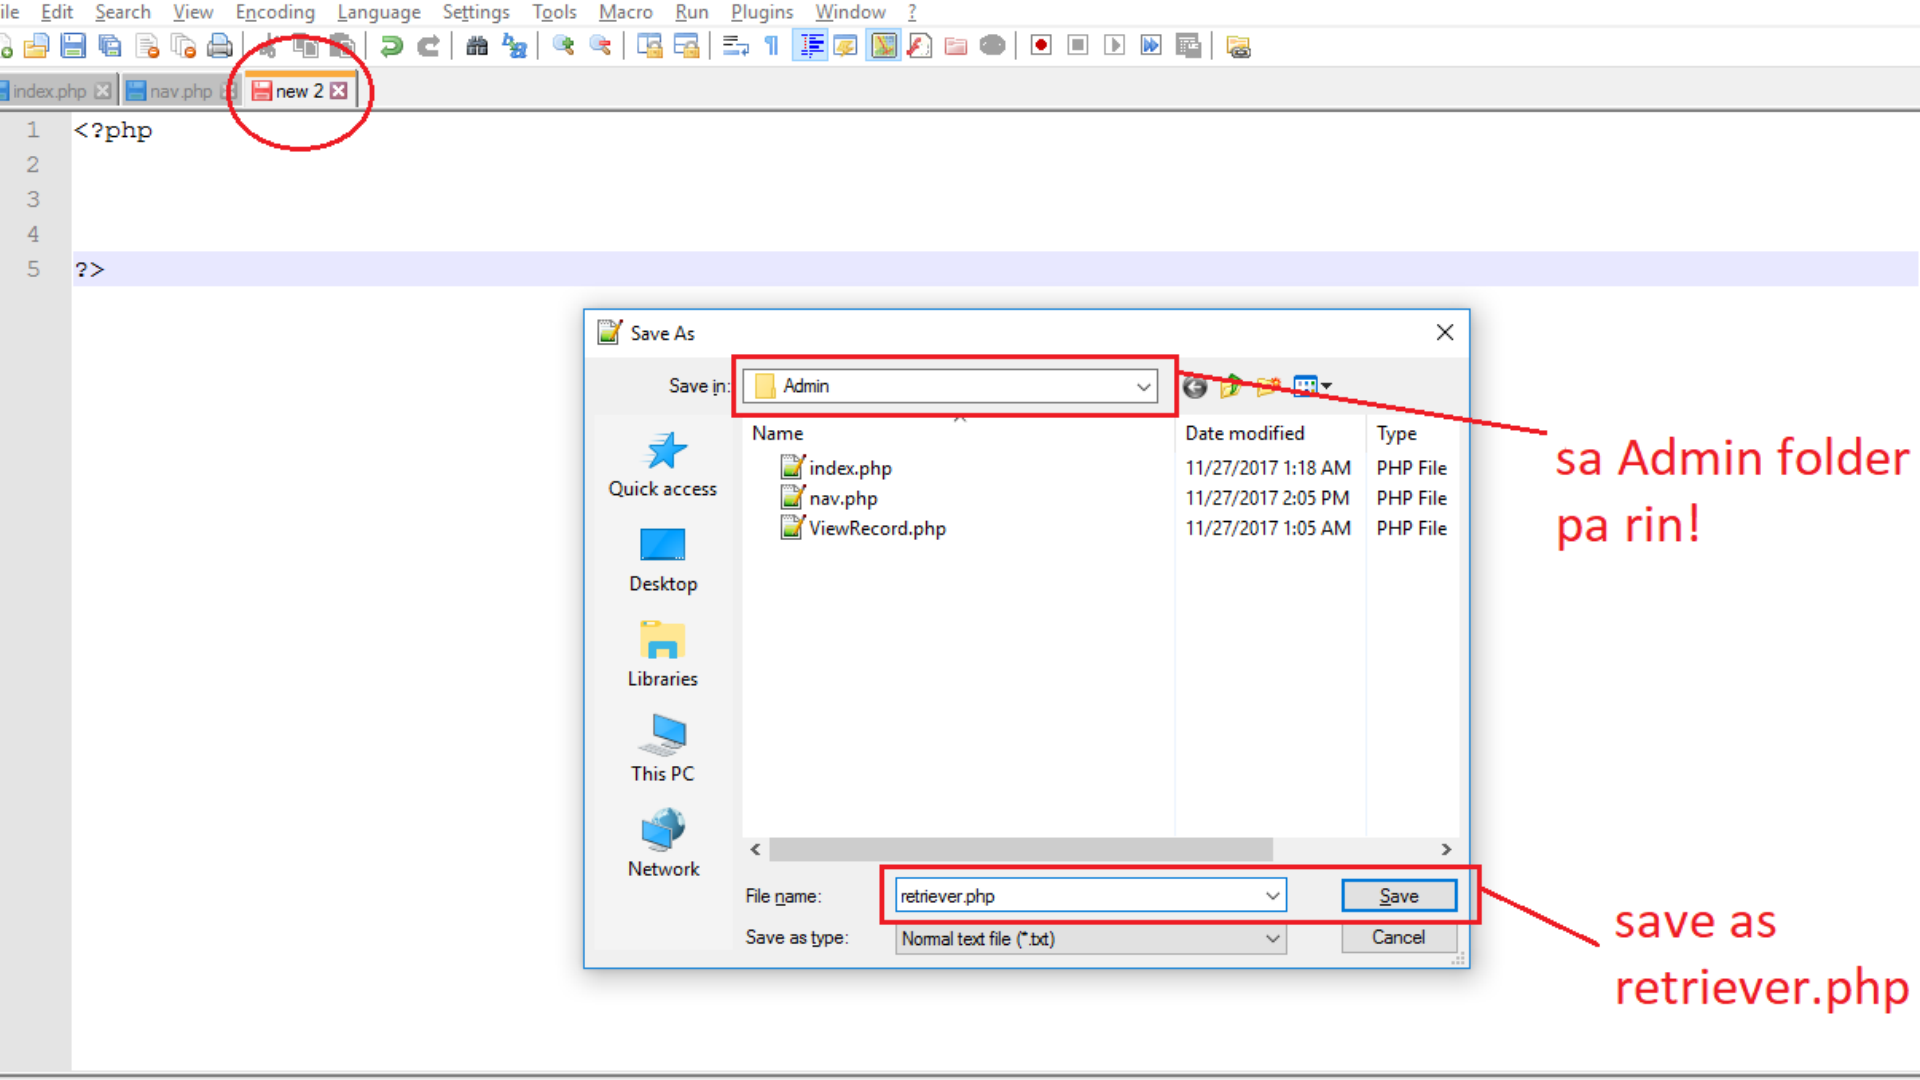 ile Edit Search View Encoding Language Settings Tools Macro Run Plugins Window ?
index.php nav.php new 2
1 <?php
2
3
4
5 ?>
Save As
Save in: Admin
Name Date modified Type
index.php 11/27/2017 1:18 AM PHP File
nav.php 11/27/2017 2:05 PM PHP File
ViewRecord.php 11/27/2017 1:05 AM PHP File
Quick access
Desktop
Libraries
This PC
Network
File name: retriever.php Save
Save as type: Normal text file (*.txt) Cancel
sa Admin folder
pa rin!
save as
retriever.php